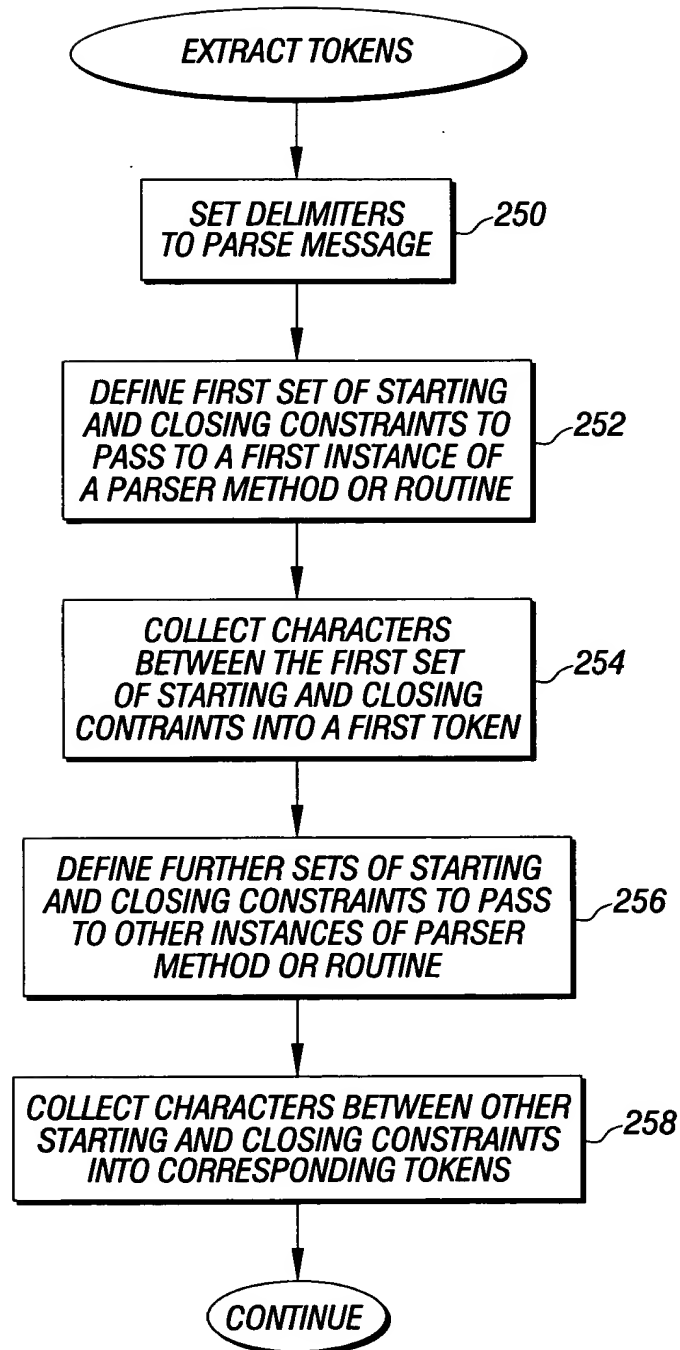 EXTRACT TOKENS
SET DELIMITERS
TO PARSE MESSAGE
250
DEFINE FIRST SET OF STARTING
AND CLOSING CONSTRAINTS TO
PASS TO A FIRST INSTANCE OF
A PARSER METHOD OR ROUTINE
252
COLLECT CHARACTERS
BETWEEN THE FIRST SET
OF STARTING AND CLOSING
CONTRAINTS INTO A FIRST TOKEN
254
DEFINE FURTHER SETS OF STARTING
AND CLOSING CONSTRAINTS TO PASS
TO OTHER INSTANCES OF PARSER
METHOD OR ROUTINE
256
COLLECT CHARACTERS BETWEEN OTHER
STARTING AND CLOSING CONSTRAINTS
INTO CORRESPONDING TOKENS
258
CONTINUE